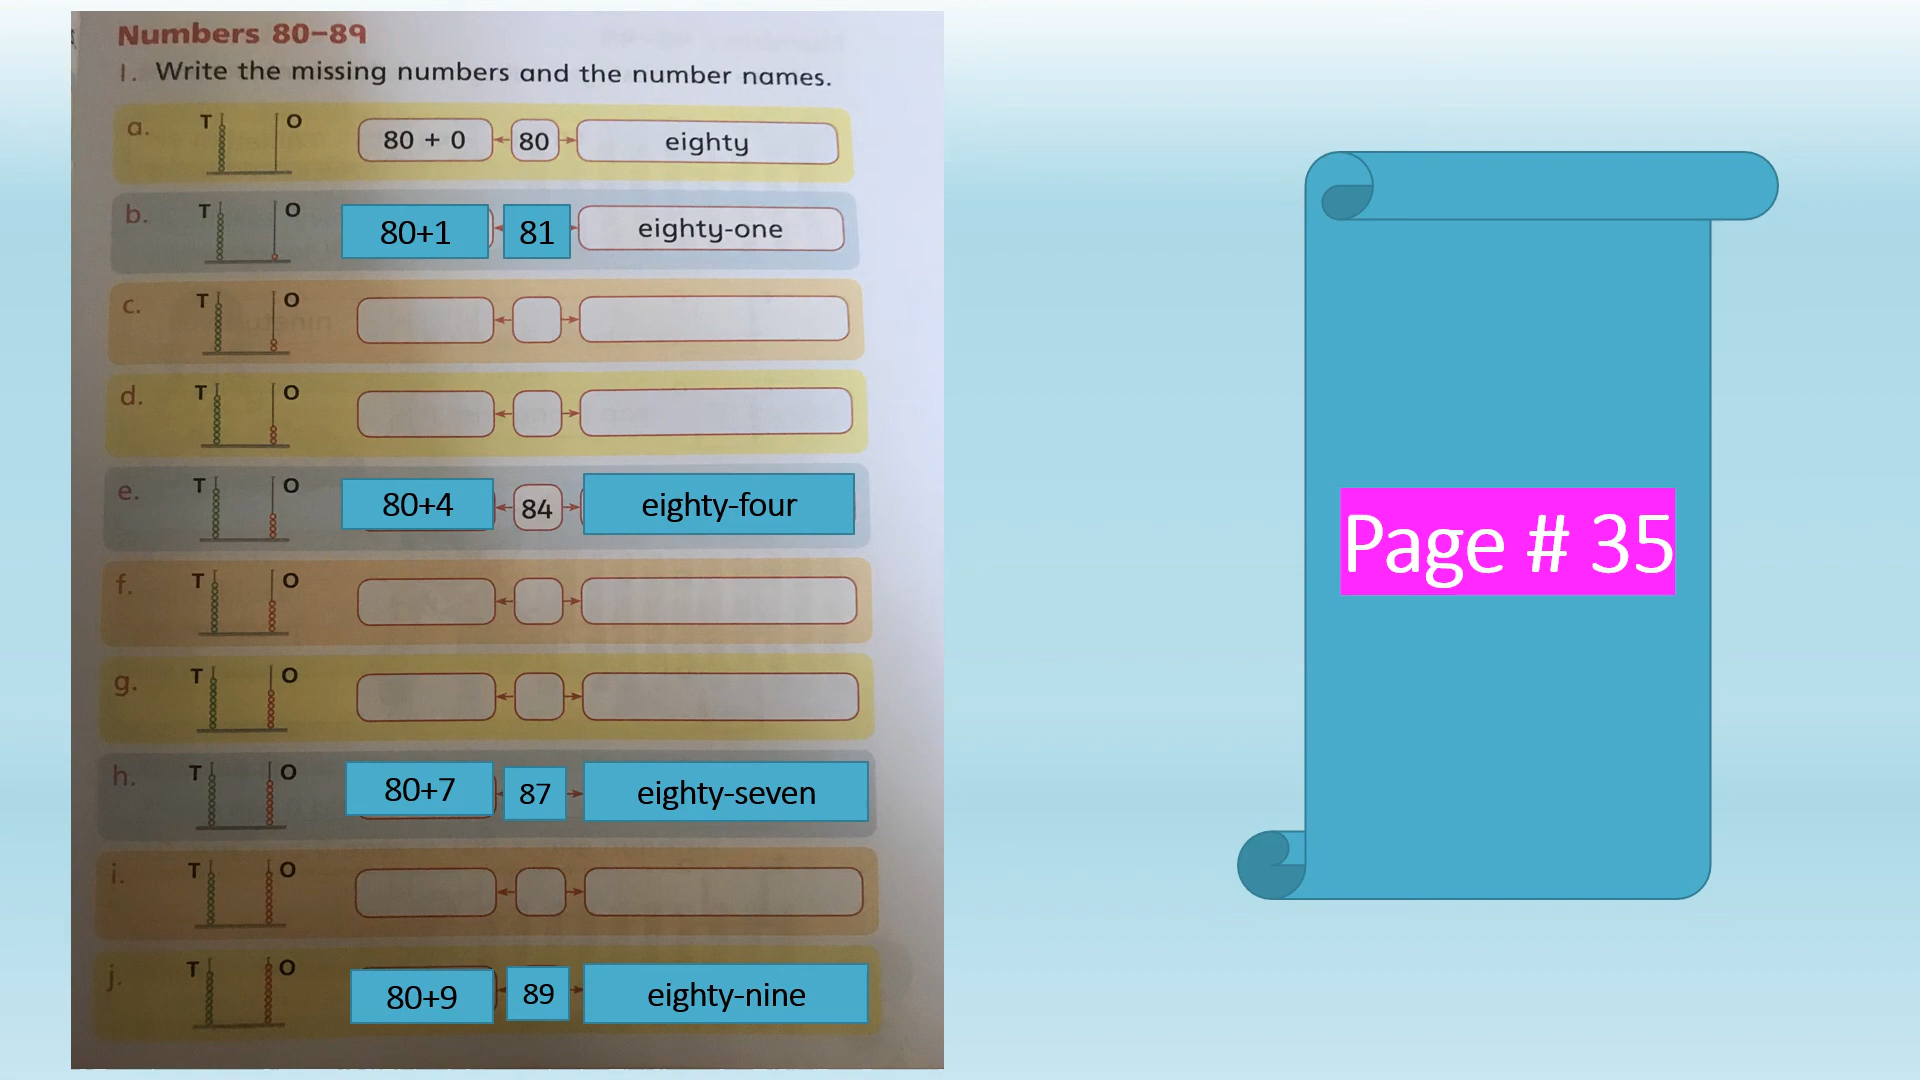 Numbers 80–89
1. Write the missing numbers and the number names.
a. T O 80 + 0 80 eighty
b. T O 80+1 81 eighty-one
c. T O
d. T O
e. T O 80+4 84 eighty-four
f. T O
g. T O
h. T O 80+7 87 eighty-seven
i. T O
j. T O 80+9 89 eighty-nine
Page # 35